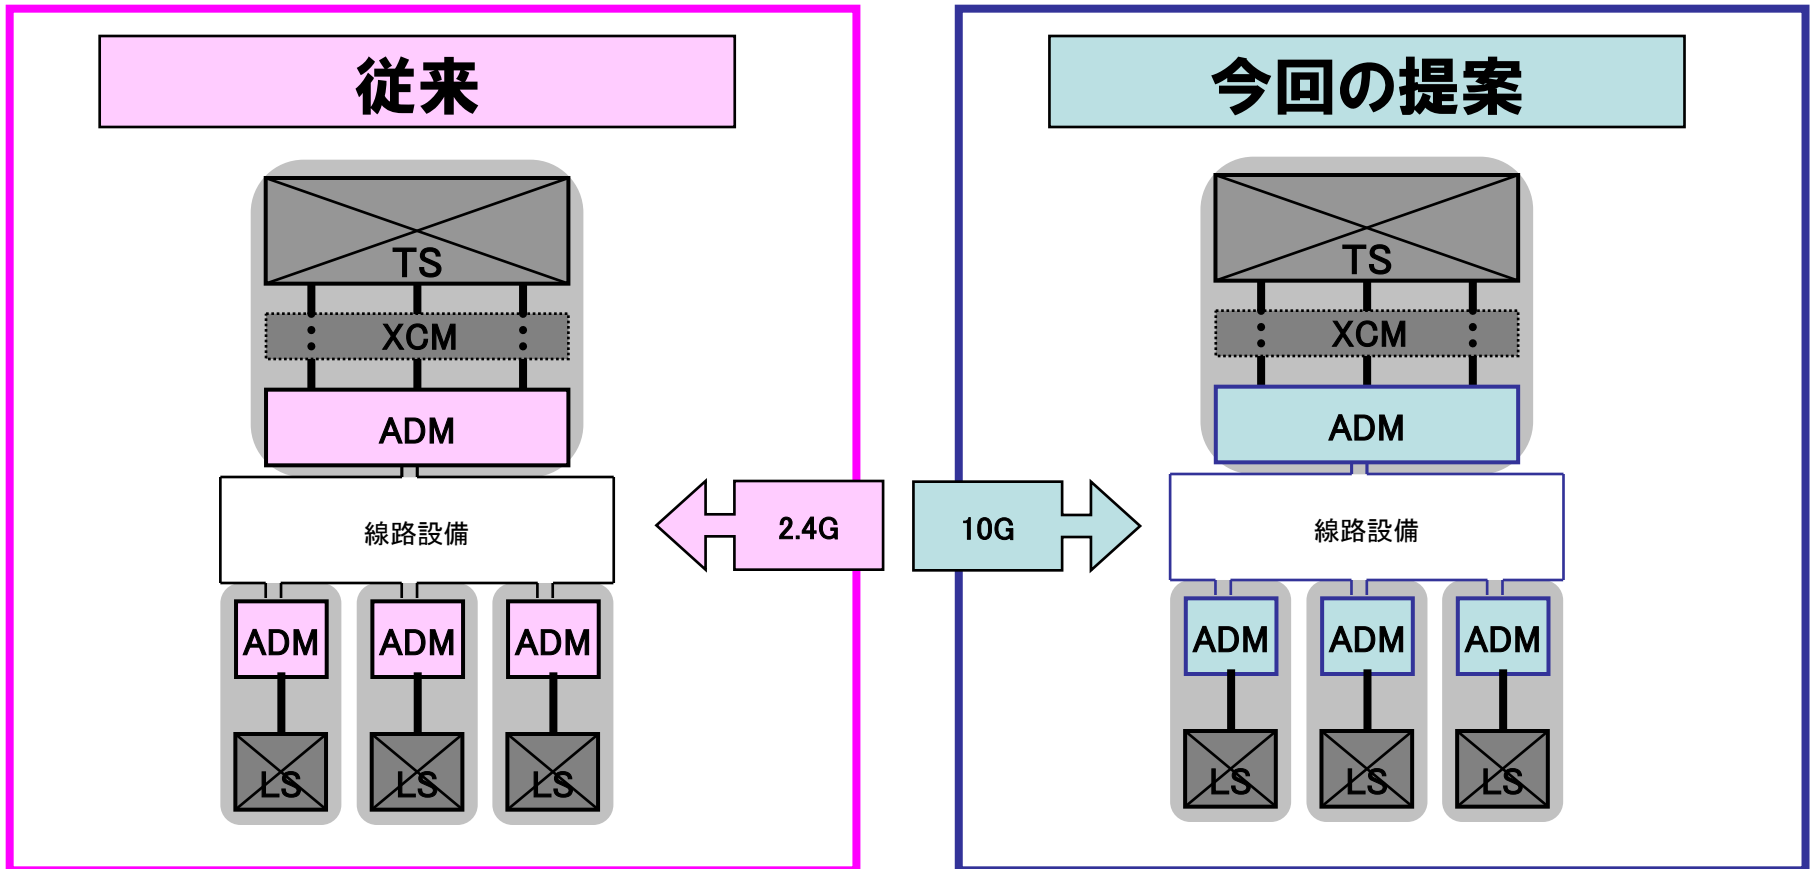 従来
TS
XCM
ADM
線路設備
ADM ADM ADM
LS LS LS
2.4G
10G
今回の提案
TS
XCM
ADM
線路設備
ADM ADM ADM
LS LS LS